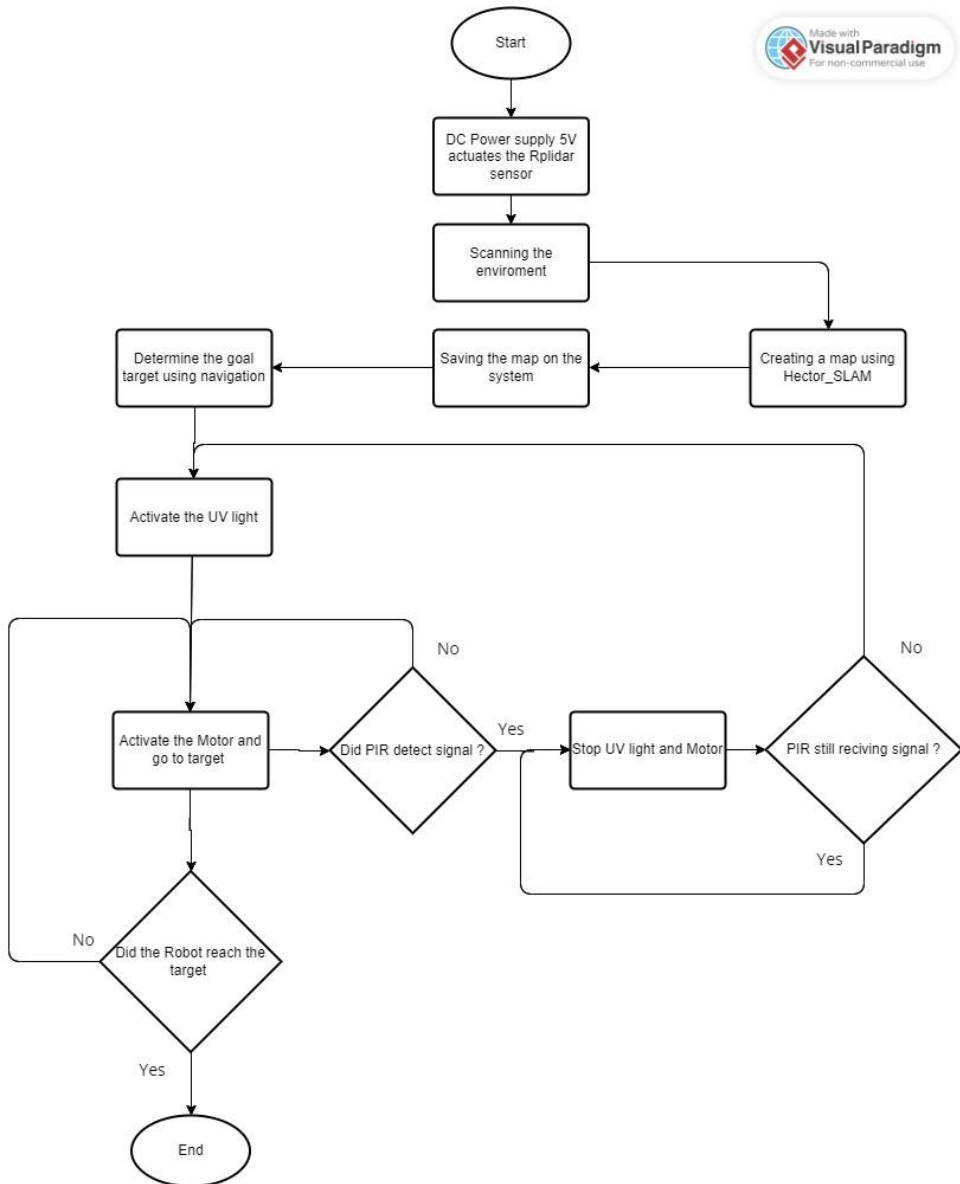 Made with
Visual Paradigm
For non-commercial use
Start
DC Power supply 5V
actuates the Rplidar
sensor
Scanning the
enviroment
Creating a map using
Hector_SLAM
Saving the map on the
system
Determine the goal
target using navigation
Activate the UV light
Activate the Motor and
go to target
Did PIR detect signal ?
No
Yes
Stop UV light and Motor
PIR still reciving signal ?
No
Yes
Did the Robot reach the
target
No
Yes
End